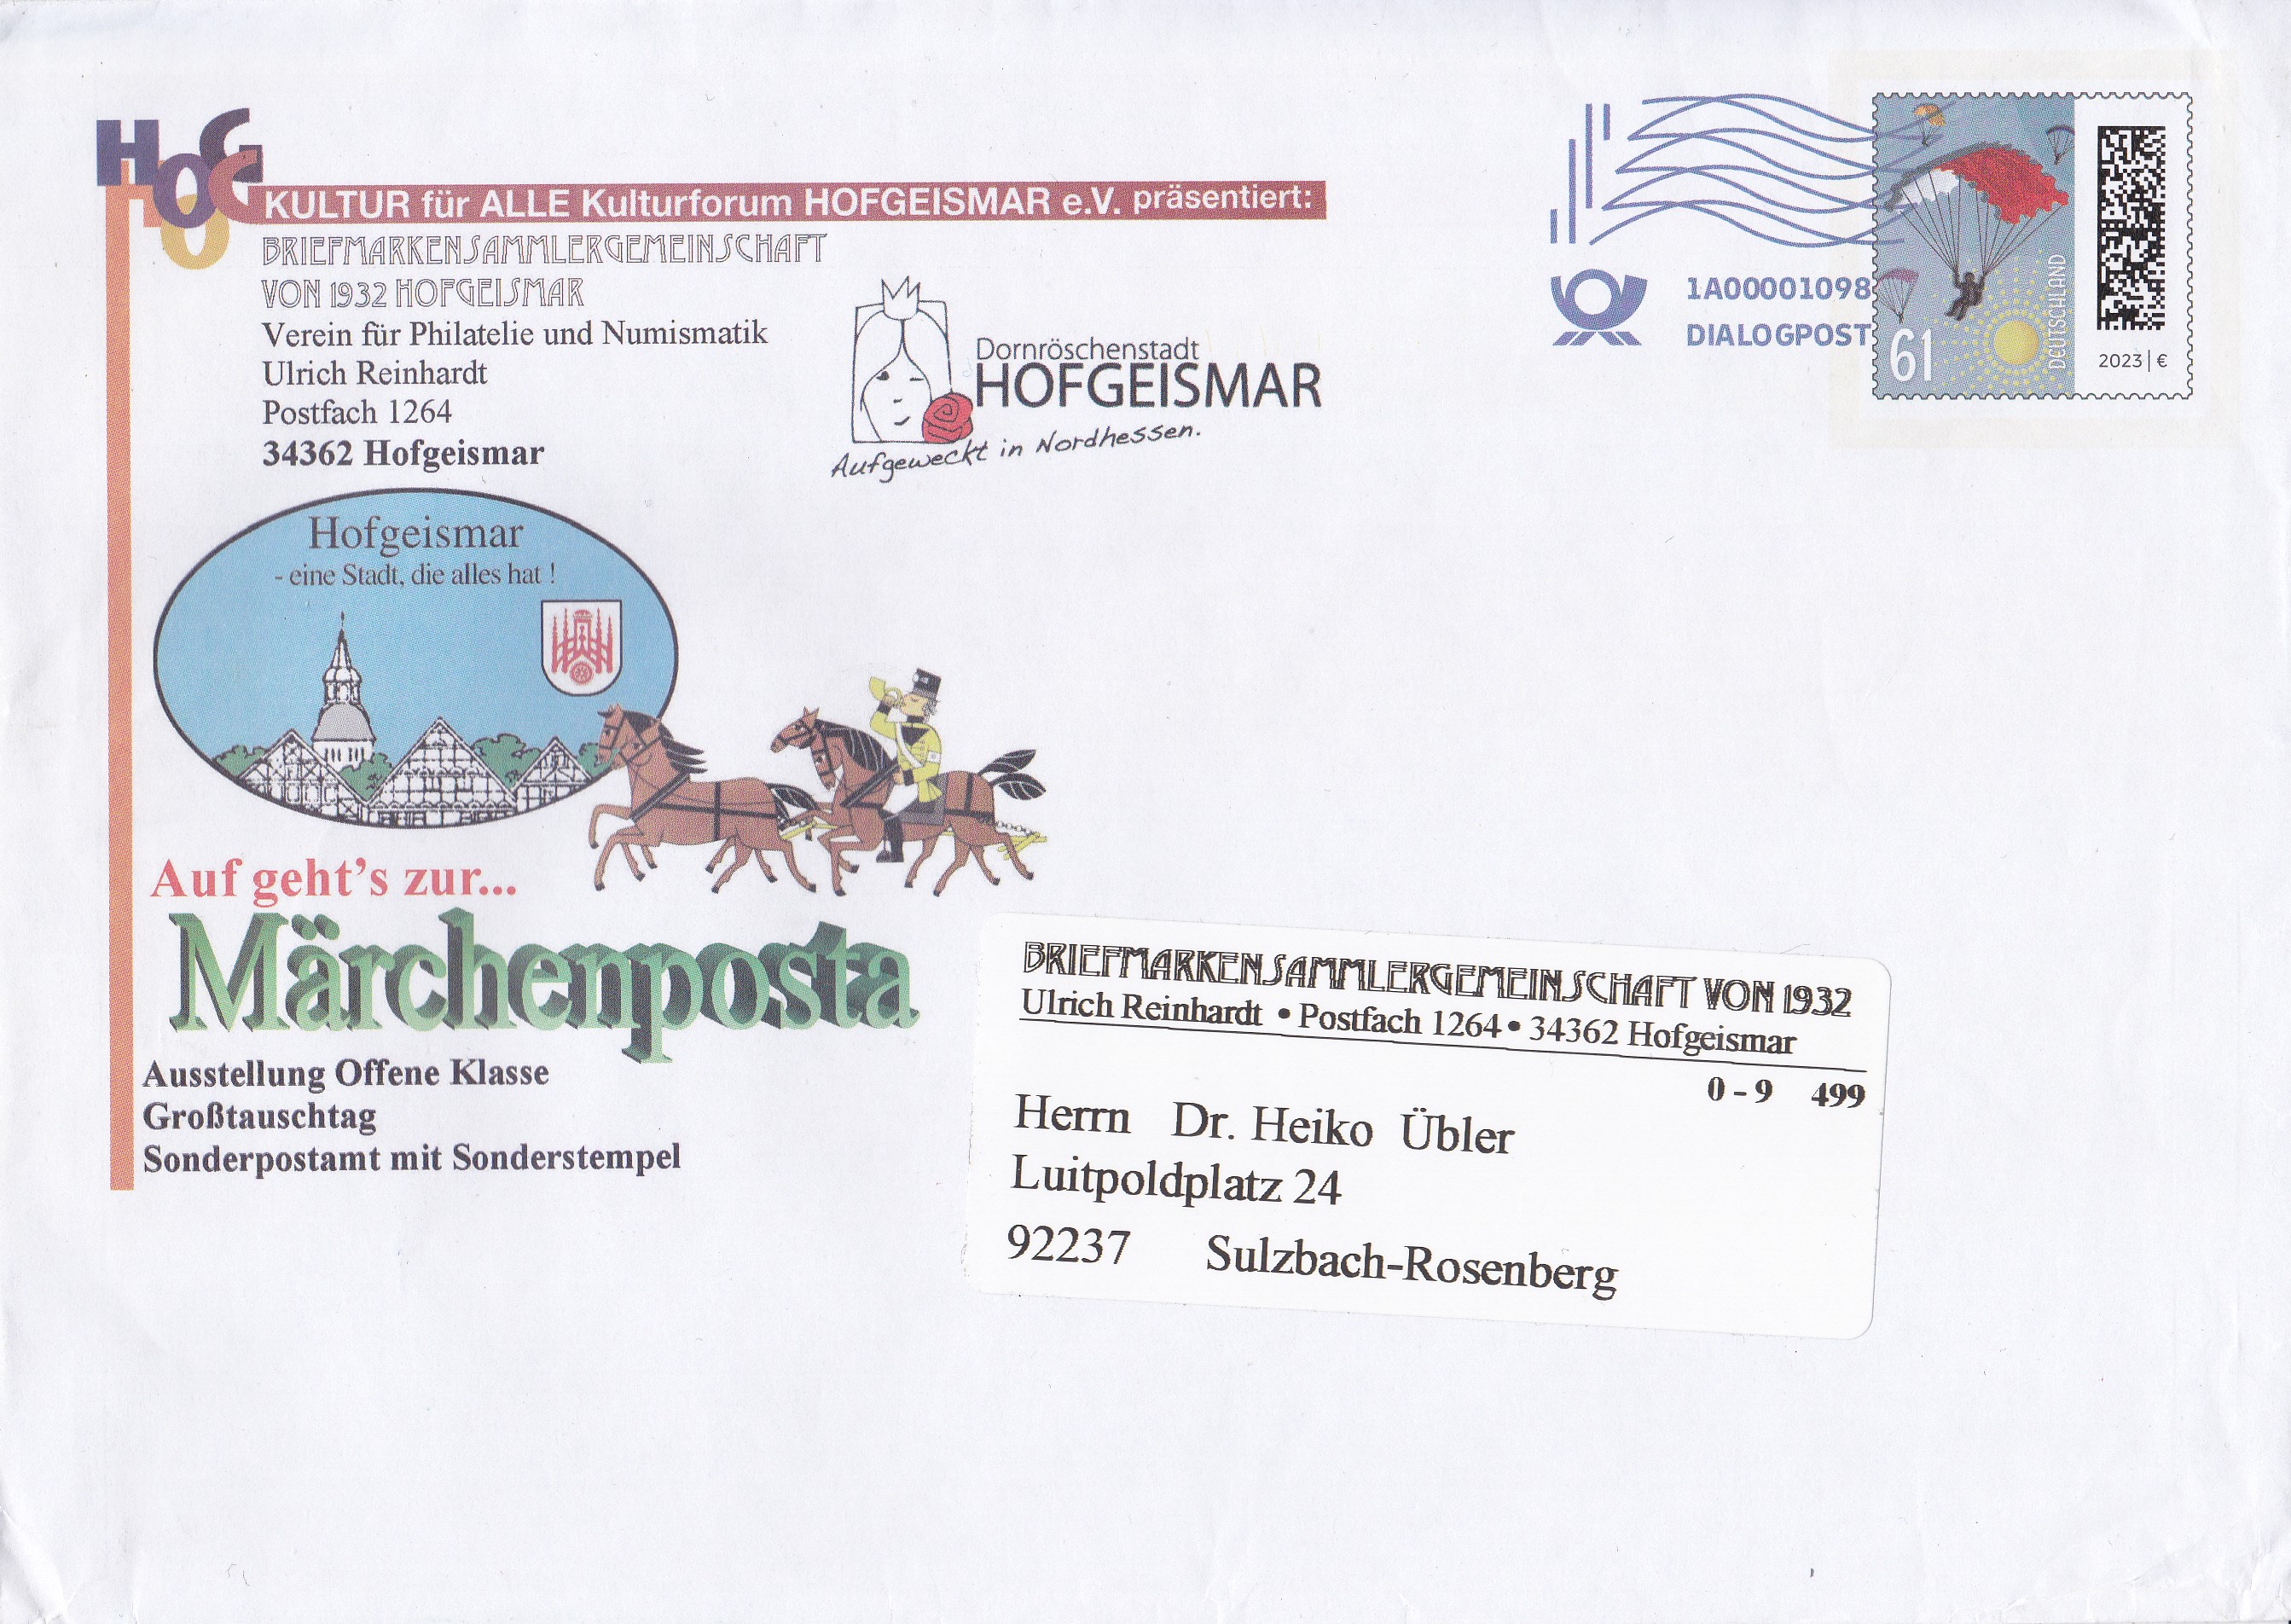 HOG
KULTUR für ALLE Kulturforum HOFGEISMAR e.V. präsentiert:
BRIEFMARKENSAMMLERGEMEINSCHAFT
VON 1932 HOFGEISMAR
Verein für Philatelie und Numismatik
Ulrich Reinhardt
Postfach 1264
34362 Hofgeismar
Dornröschenstadt
HOFGEISMAR
Aufgeweckt in Nordhessen.
1A00001098
DIALOGPOST
61
DEUTSCHLAND
2023 | €
Hofgeismar
- eine Stadt, die alles hat !
Auf geht's zur...
Märchenposta
Ausstellung Offene Klasse
Großtauschtag
Sonderpostamt mit Sonderstempel
BRIEFMARKENSAMMLERGEMEINSCHAFT VON 1932
Ulrich Reinhardt • Postfach 1264 • 34362 Hofgeismar
0 - 9 499
Herrn Dr. Heiko Übler
Luitpoldplatz 24
92237 Sulzbach-Rosenberg